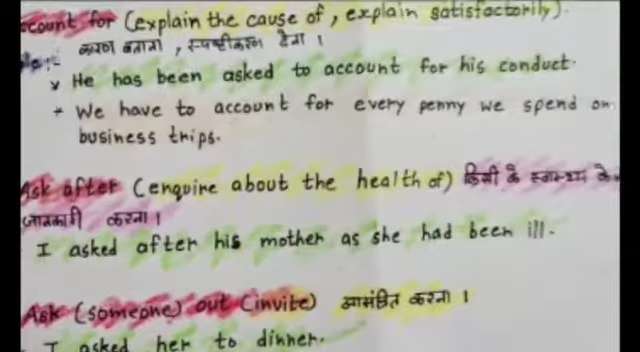 count for (explain the cause of, explain satisfactorily).
कारण बताना, स्पष्टीकरण देना।
He has been asked to account for his conduct.
* We have to account for every penny we spend on
business trips.
Ask after (enquire about the health of) किसी के स्वास्थ्य के
जानकारी करना।
I asked after his mother as she had been ill.
Ask (someone) out (invite) आमंत्रित करना।
I asked her to dinner.